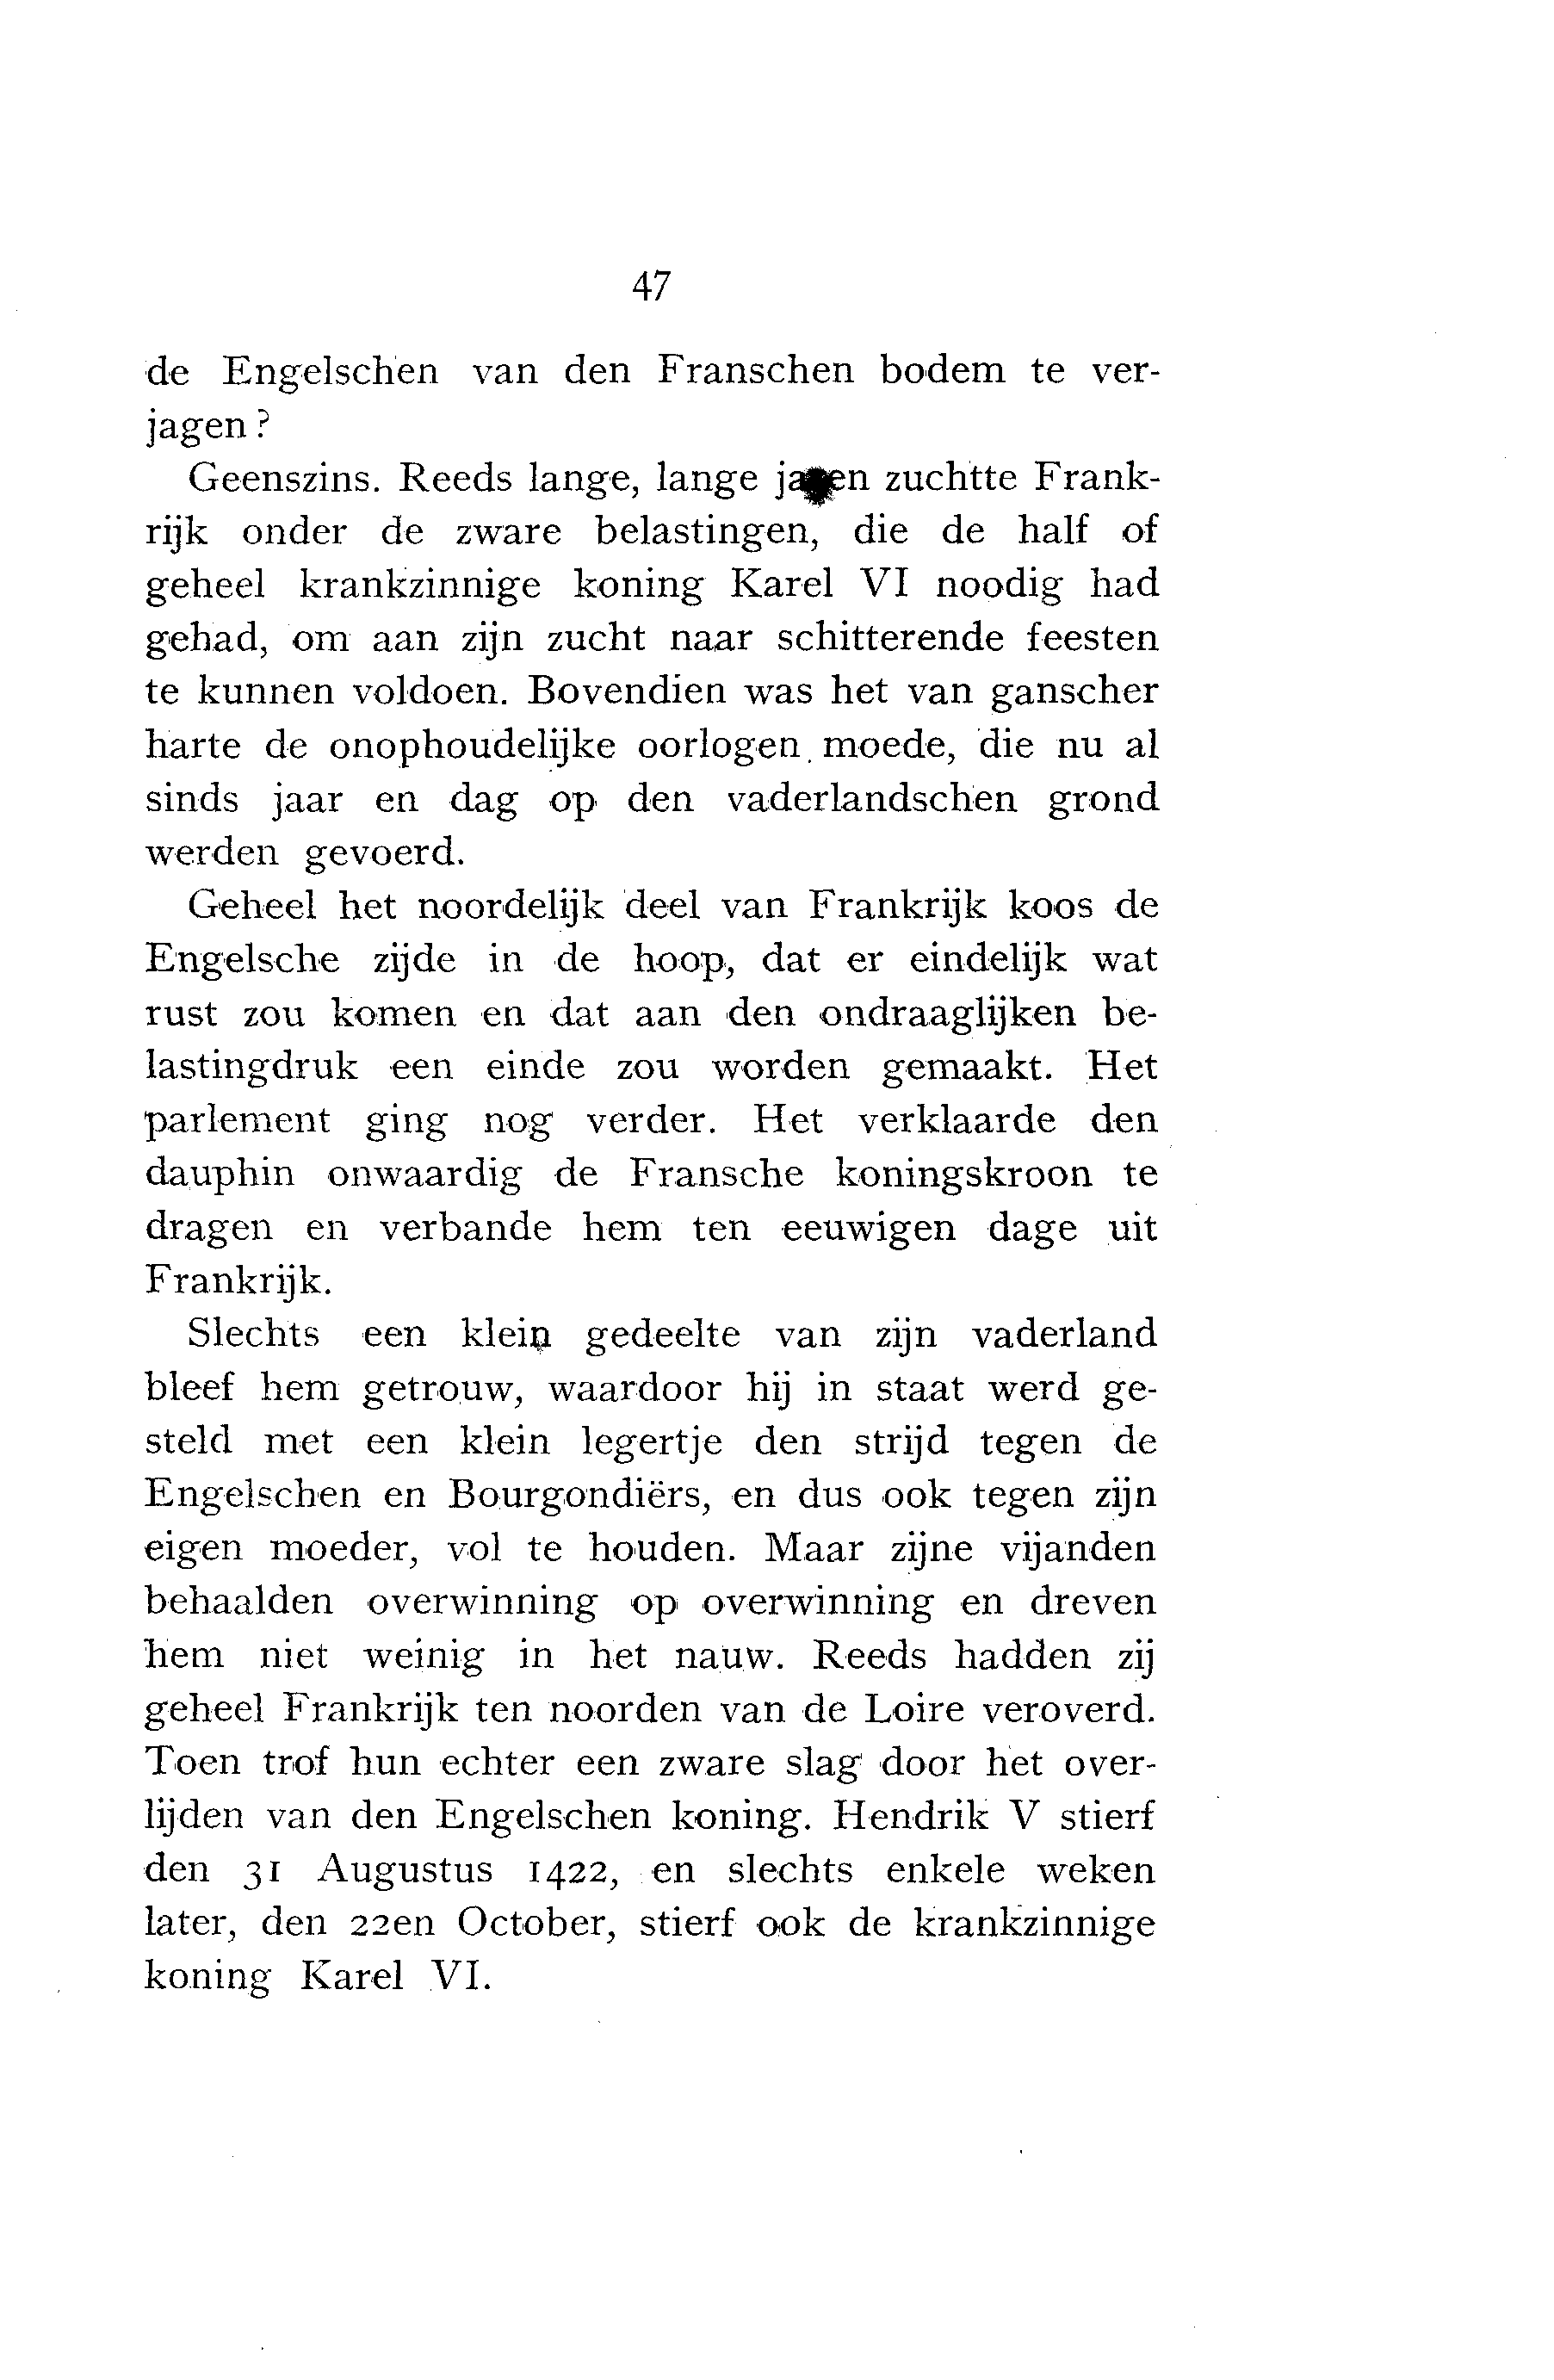 47
de Engelschen van den Franschen bodem te ver-
jagen?
Geenszins. Reeds lange, lange zuchtte Frank-
rijk onder de zware belastingen, die de half of
geheel krankzinnige koning Karel VI noodig had
gehad, om aan zijn zucht naar schitterende feesten
te kunnen voldoen. Bovendien was het van ganscher
harte de onophoudelijke oorlogen moede, die nu al
sinds jaar en dag op den vaderlandschen grond
werden gevoerd.
Geheel het noordelijk deel van Frankrijk koos de
Engelsche zijde in de hoop, dat er eindelijk wat
rust zou komen en dat aan den ondraaglijken be-
lastingdruk een einde zou worden gemaakt. Het
parlement ging nog verder. Het verklaarde den
dauphin onwaardig de Fransche koningskroon te
dragen en verbande hem ten eeuwigen dage uit
Frankrijk.
Slechts een klein gedeelte van zijn vaderland
bleef hem getrouw, waardoor hij in staat werd ge-
steld met een klein legertje den strijd tegen de
Engelschen en Bourgondiërs, en dus ook tegen zijn
eigen moeder, vol te houden. Maar zijne vijanden
behaalden overwinning op overwinning en dreven
hem niet weinig in het nauw. Reeds hadden zij
geheel Frankrijk ten noorden van de Loire veroverd.
Toen trof hun echter een zware slag door het over-
lijden van den Engelschen koning. Hendrik V stierf
den 31 Augustus 1422, en slechts enkele weken
later, den 22en October, stierf ook de krankzinnige
koning Karel VI.